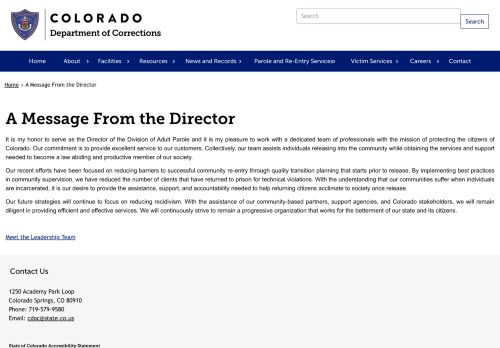 COLORADO
Department of Corrections
Search
Search
Home About Facilities Resources News and Records Parole and Re-Entry Services Victim Services Careers Contact
Home › A Message From the Director
A Message From the Director
It is my honor to serve as the Director of the Division of Adult Parole and it is my pleasure to work with a dedicated team of professionals with the mission of protecting the citizens of
Colorado. Our commitment is to provide excellent service to our customers. Collectively, our team assists individuals releasing into the community while obtaining the services and support
needed to become a law abiding and productive member of our society.
Our recent efforts have been focused on reducing barriers to successful community re-entry through quality transition planning that starts prior to release. By implementing best practices
in community supervision, we have reduced the number of clients that have returned to prison for technical violations. With the understanding that our communities suffer when individuals
are incarcerated, it is our desire to provide the assistance, support, and accountability needed to help returning citizens acclimate to society once release.
Our future strategies will continue to focus on reducing recidivism. With the assistance of our community-based partners, support agencies, and Colorado stakeholders, we will remain
diligent in providing efficient and effective services. We will continuously strive to remain a progressive organization that works for the betterment of our state and its citizens.
Meet the Leadership Team
Contact Us
1250 Academy Park Loop
Colorado Springs, CO 80910
Phone: 719-579-9580
Email: cdoc@state.co.us
State of Colorado Accessibility Statement